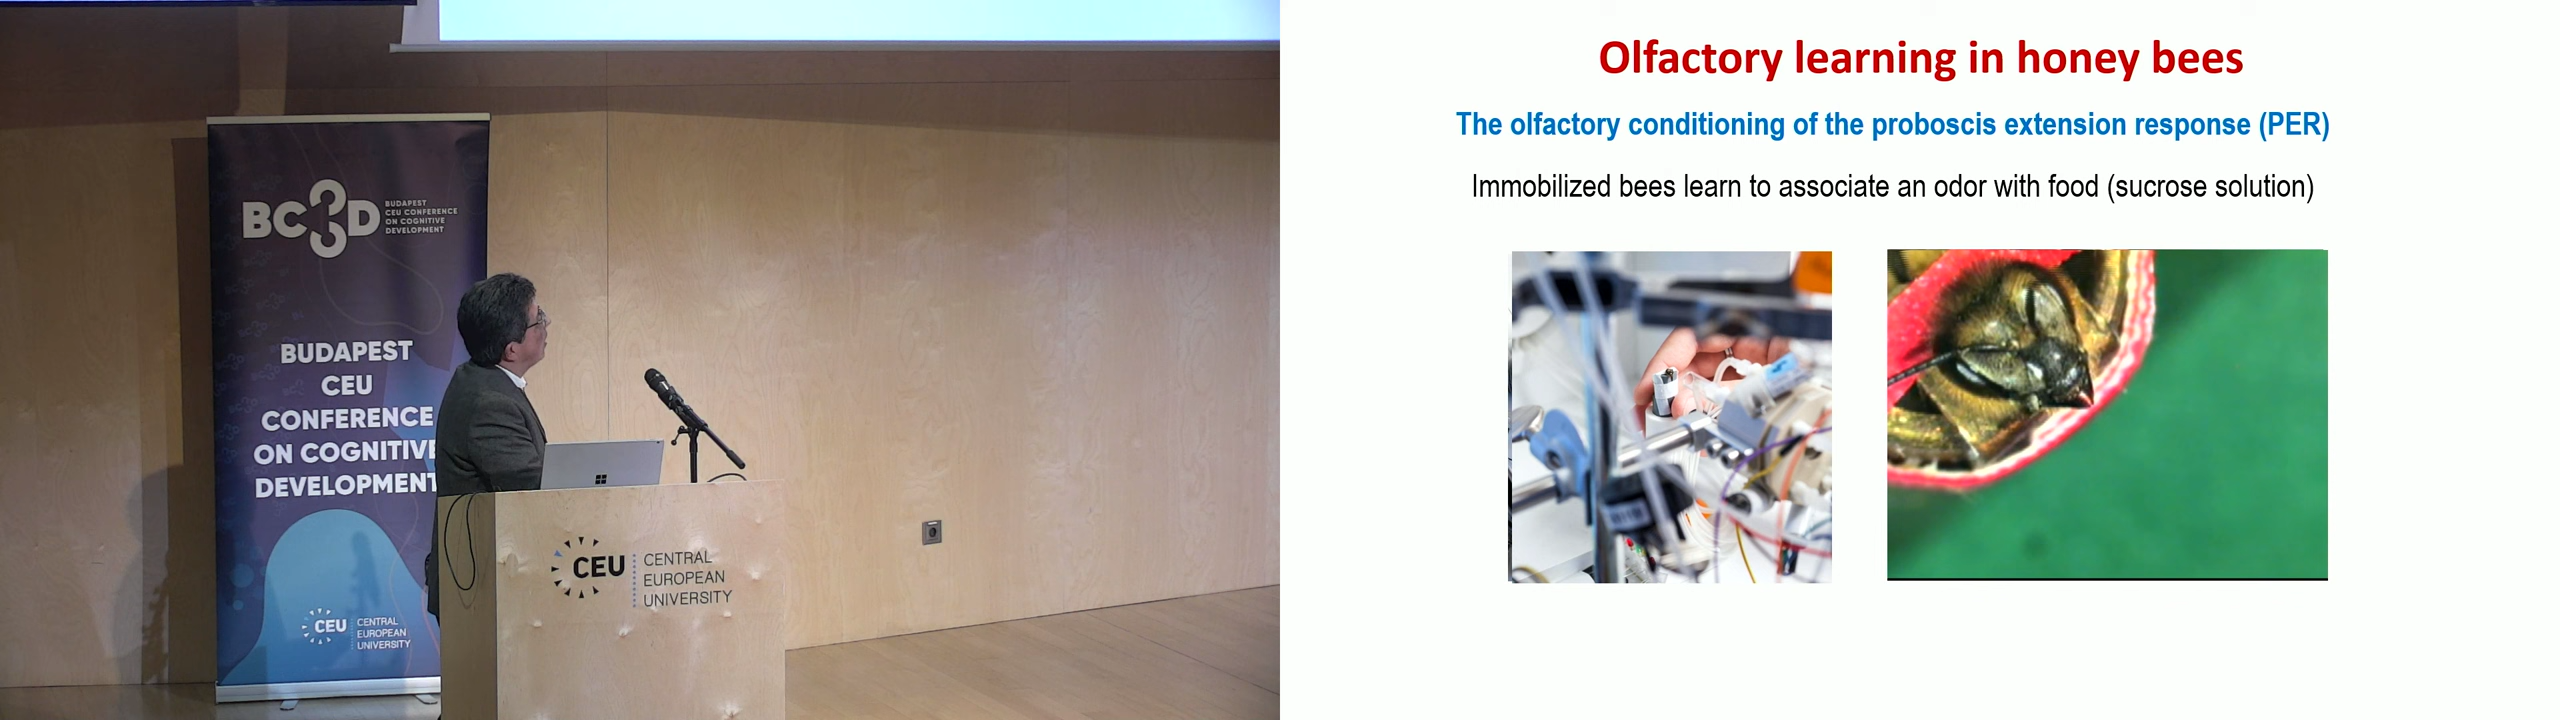 BC3D
BUDAPEST
CEU CONFERENCE
ON COGNITIVE
DEVELOPMENT
BUDAPEST
CEU
CONFERENCE
ON COGNITIVE
DEVELOPMENT
CEU
CENTRAL
EUROPEAN
UNIVERSITY
CEU
CENTRAL
EUROPEAN
UNIVERSITY
Olfactory learning in honey bees
The olfactory conditioning of the proboscis extension response (PER)
Immobilized bees learn to associate an odor with food (sucrose solution)